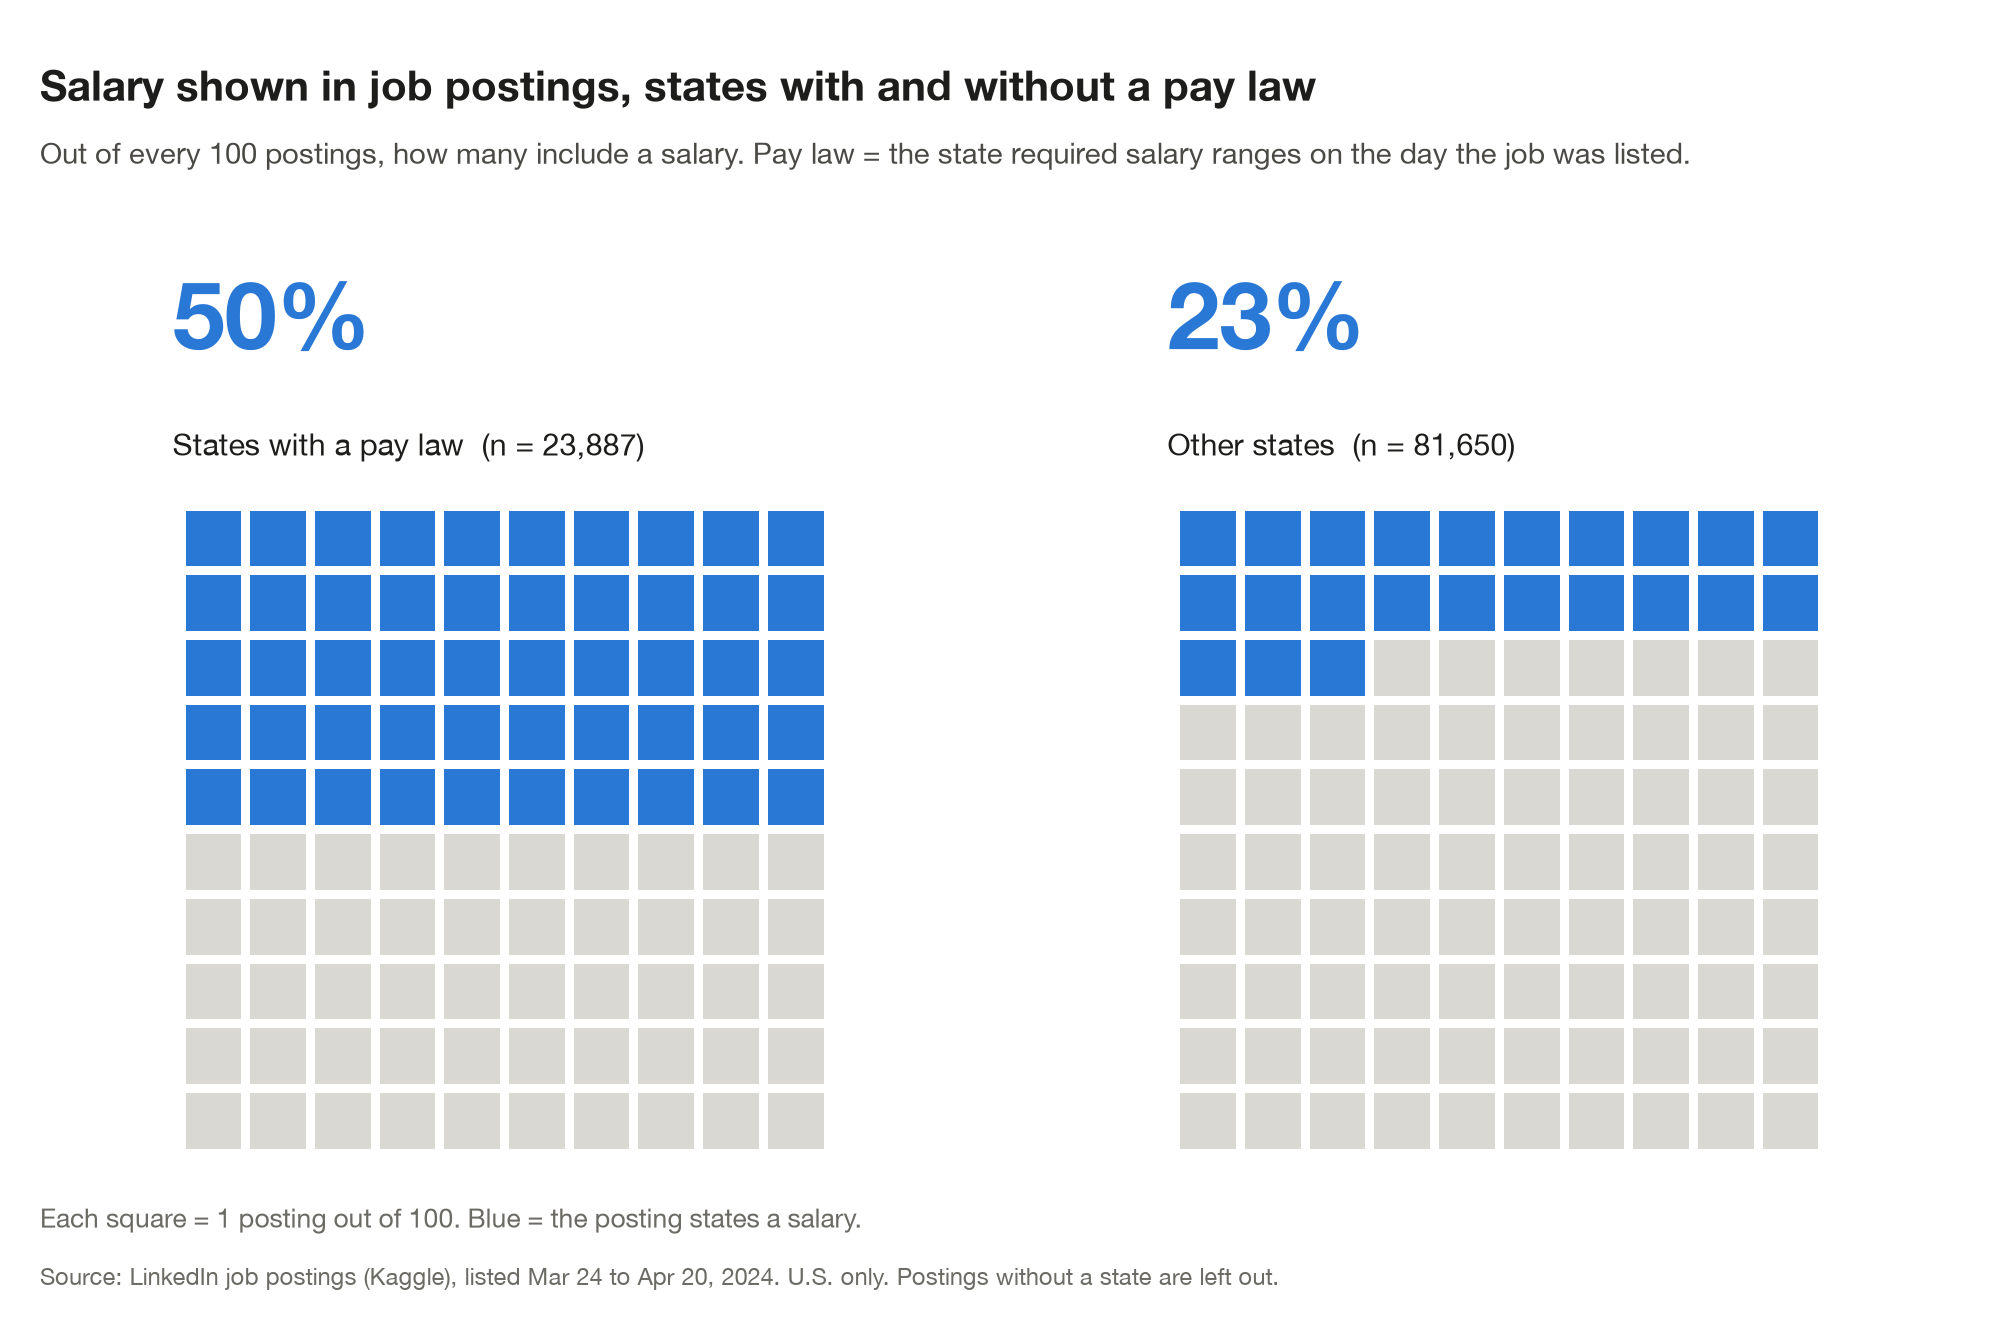 Salary shown in job postings, states with and without a pay law
Out of every 100 postings, how many include a salary. Pay law = the state required salary ranges on the day the job was listed.
50%
States with a pay law (n = 23,887)
23%
Other states (n = 81,650)
Each square = 1 posting out of 100. Blue = the posting states a salary.
Source: LinkedIn job postings (Kaggle), listed Mar 24 to Apr 20, 2024. U.S. only. Postings without a state are left out.